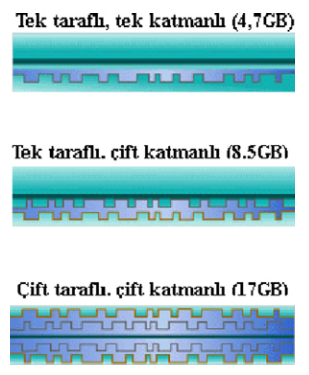 Tek taraflı, tek katmanlı (4,7GB)
Tek taraflı. çift katmanlı (8.5GB)
Çift taraflı. çift katmanlı (17GB)